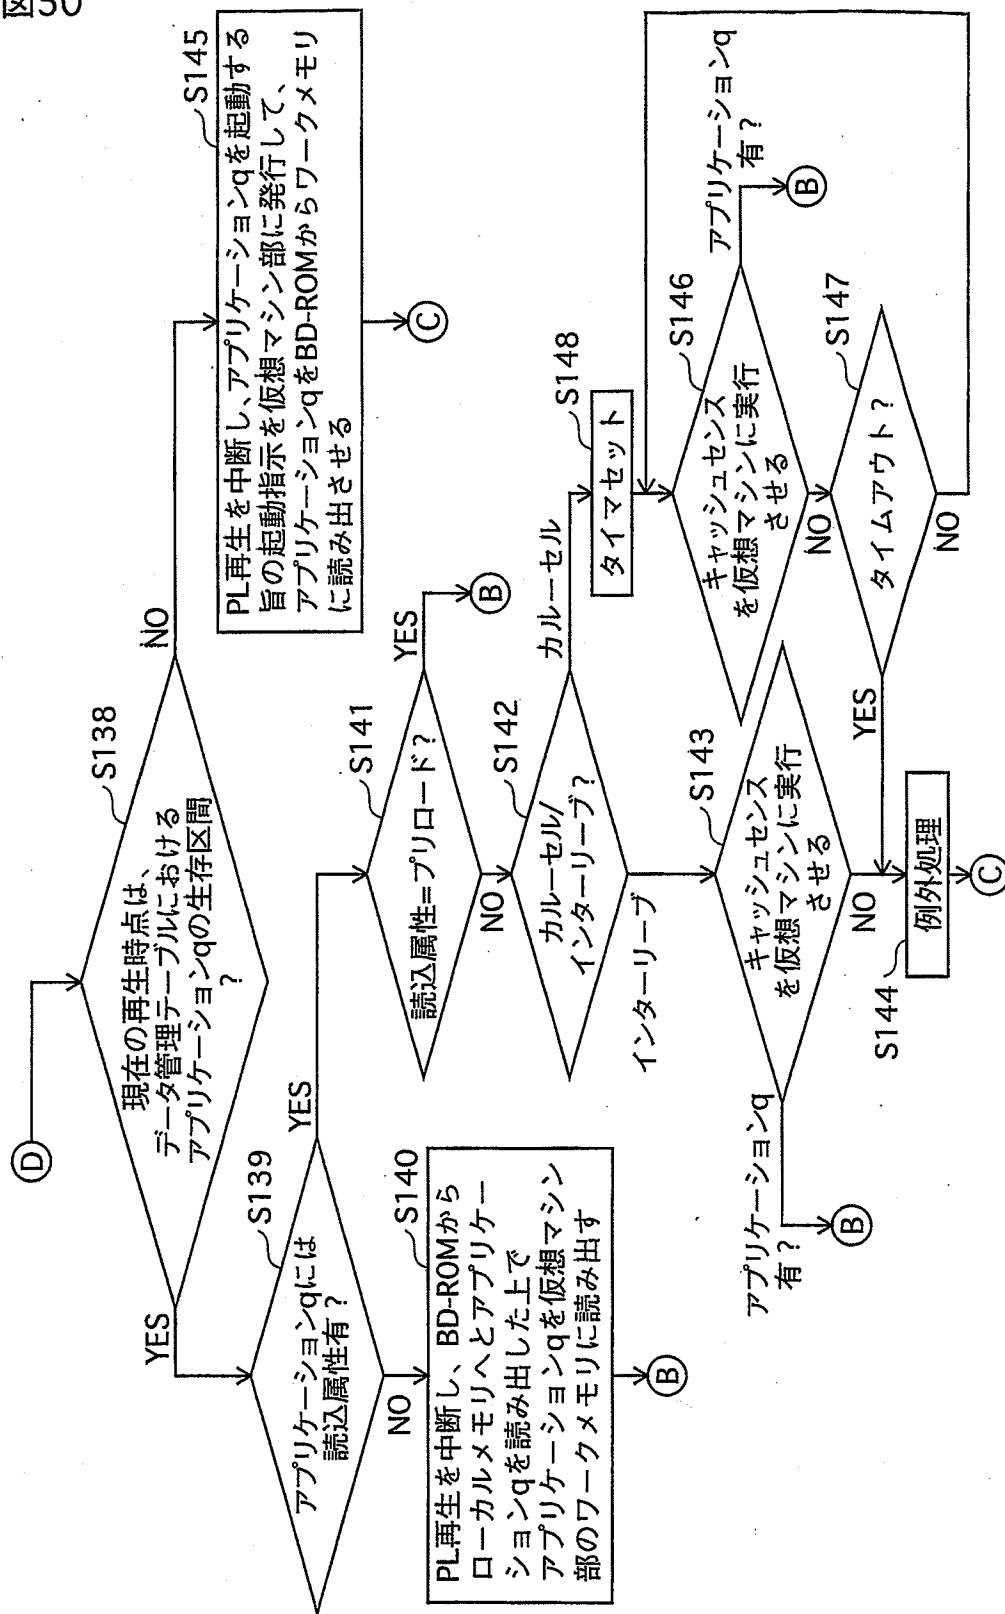 図50
D
S138
現在の再生時点は、
データ管理テーブルにおける
アプリケーションqの生存区間
?
YES
NO
S145
PL再生を中断し、アプリケーションqを起動する
旨の起動指示を仮想マシン部に発行して、
アプリケーションqをBD-ROMからワークメモリ
に読み出させる
C
S139
アプリケーションqには
読込属性有?
YES
NO
S140
PL再生を中断し、BD-ROMから
ローカルメモリへとアプリケー
ションqを読み出した上で
アプリケーションqを仮想マシン
部のワークメモリに読み出す
B
S141
読込属性=プリロード?
YES
B
NO
S142
カルーセル/
インターリーブ?
カルーセル
インターリーブ
S148
タイマセット
S143
キャッシュセンス
を仮想マシンに実行
させる
アプリケーションq
有?
B
NO
S146
キャッシュセンス
を仮想マシンに実行
させる
アプリケーションq
有?
B
NO
S147
タイムアウト?
YES
NO
S144
例外処理
C